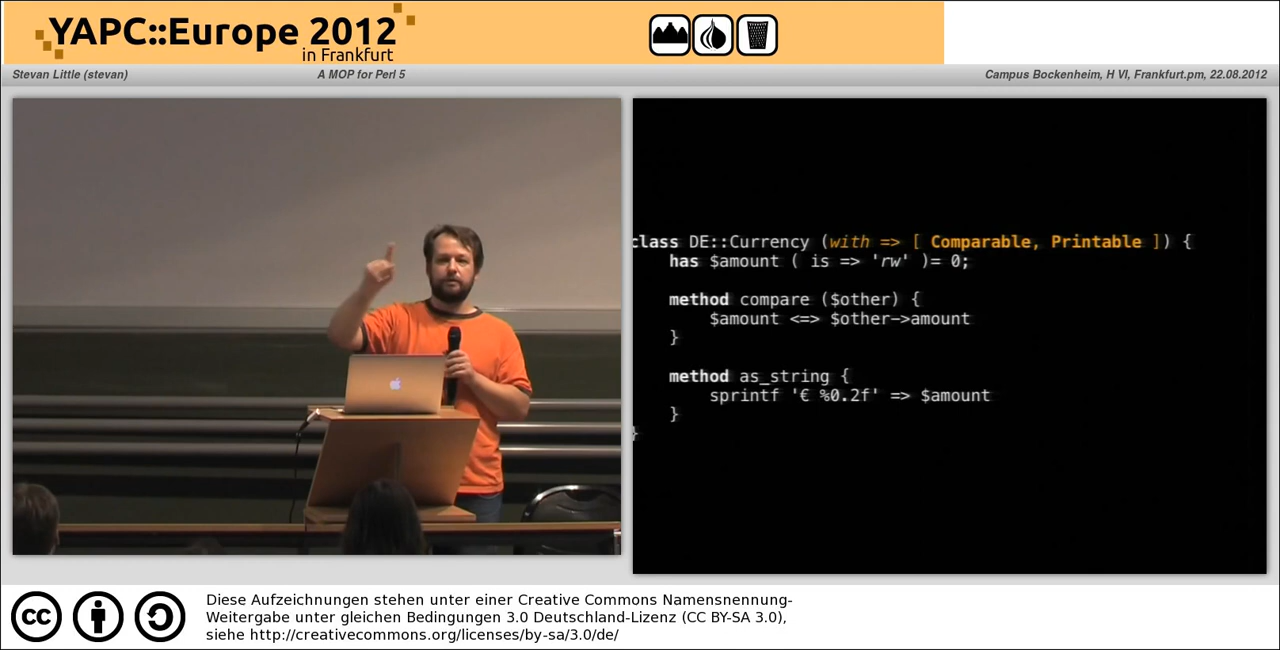 YAPC::Europe 2012
in Frankfurt
Stevan Little (stevan)
A MOP for Perl 5
Campus Bockenheim, H VI, Frankfurt.pm, 22.08.2012
class DE::Currency (with => [ Comparable, Printable ]) {
has $amount ( is => 'rw' )= 0;
method compare ($other) {
$amount <=> $other->amount
}
method as_string {
sprintf '€ %0.2f' => $amount
}
}
cc
Diese Aufzeichnungen stehen unter einer Creative Commons Namensnennung-
Weitergabe unter gleichen Bedingungen 3.0 Deutschland-Lizenz (CC BY-SA 3.0),
siehe http://creativecommons.org/licenses/by-sa/3.0/de/